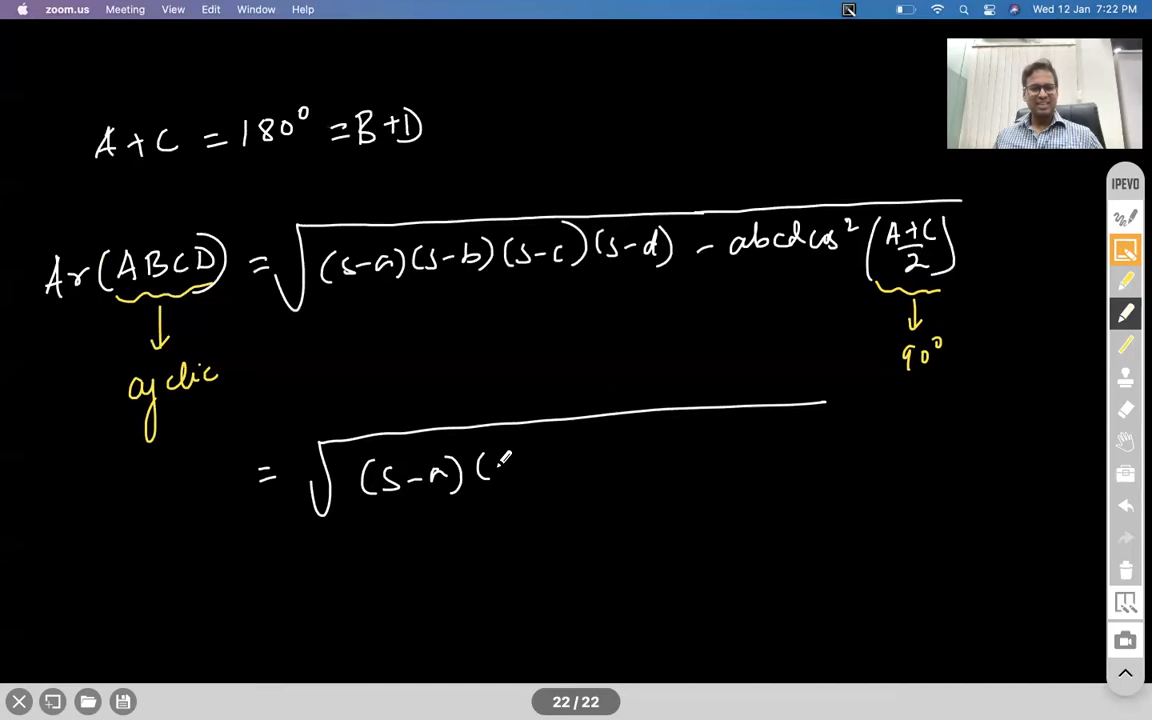 zoom.us Meeting View Edit Window Help Wed 12 Jan 7:22 PM
A + C = 180° = B + D
IPEVO
Ar (ABCD) = √(s-a)(s-b)(s-c)(s-d) - abcd cos² (A+C/2)
90°
cyclic
= √(s-a)(
22 / 22